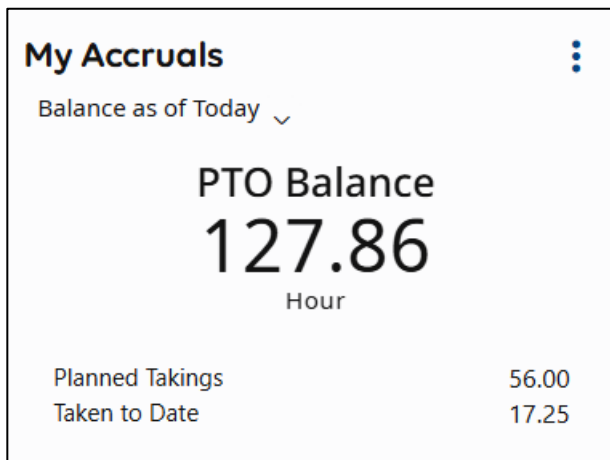 My Accruals
Balance as of Today
PTO Balance
127.86
Hour
Planned Takings 56.00
Taken to Date 17.25